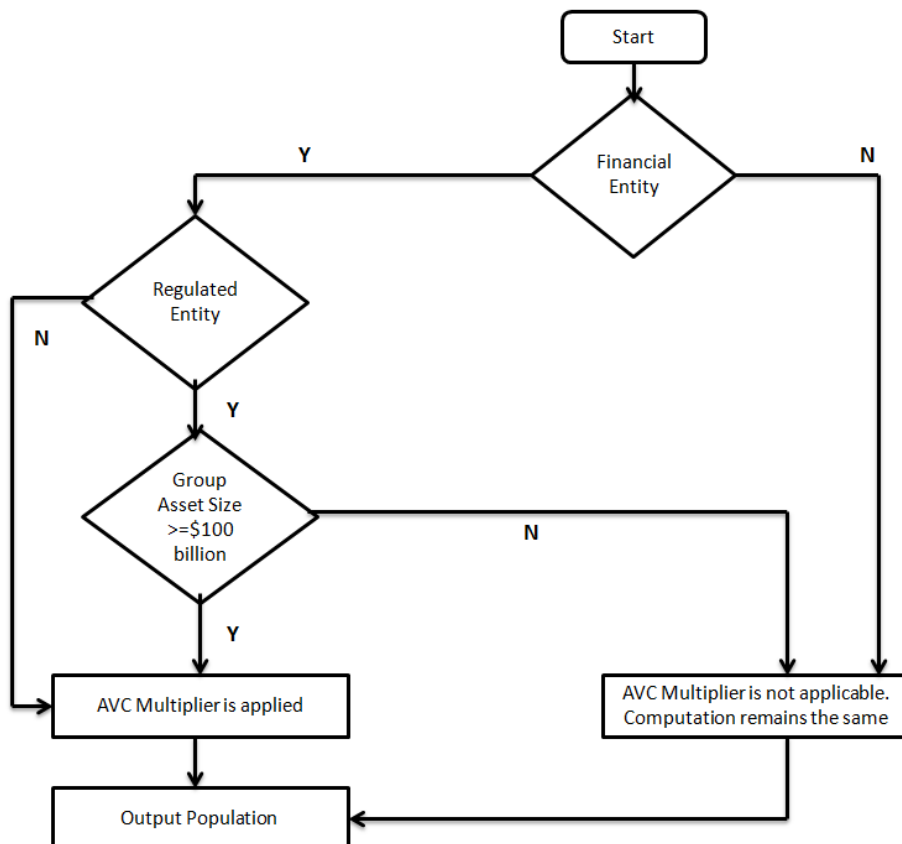 Start
Y
Financial
Entity
N
Regulated
Entity
N
Y
Group
Asset Size
>=$100
billion
N
Y
AVC Multiplier is applied
AVC Multiplier is not applicable.
Computation remains the same
Output Population